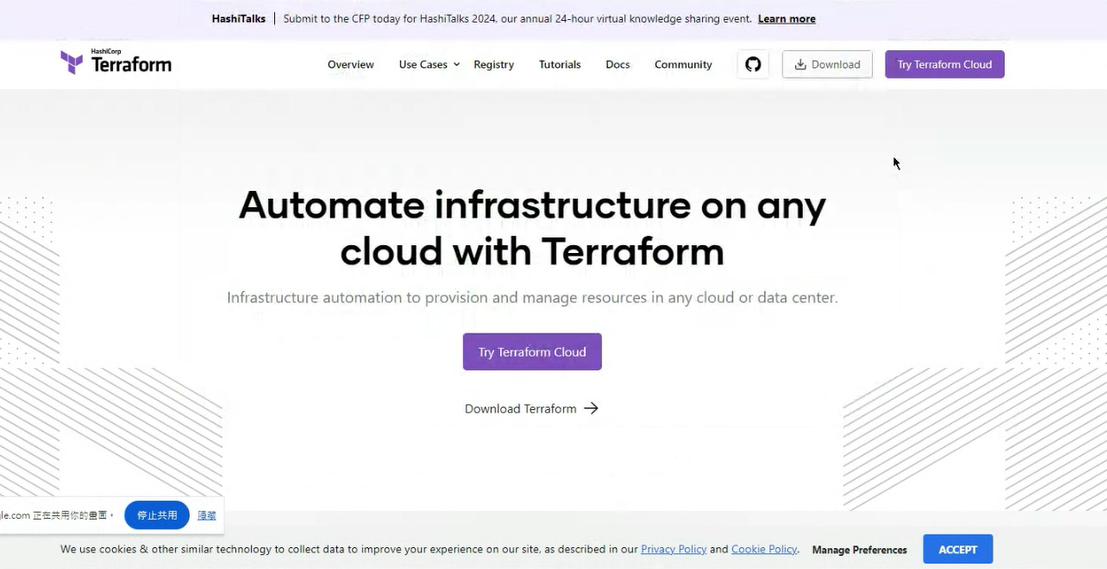 HashiTalks | Submit to the CFP today for HashiTalks 2024, our annual 24-hour virtual knowledge sharing event. Learn more
HashiCorp
Terraform
Overview Use Cases Registry Tutorials Docs Community Download Try Terraform Cloud
Automate infrastructure on any
cloud with Terraform
Infrastructure automation to provision and manage resources in any cloud or data center.
Try Terraform Cloud
Download Terraform →
gle.com 正在共用你的畫面。 停止共用 隱藏
We use cookies & other similar technology to collect data to improve your experience on our site, as described in our Privacy Policy and Cookie Policy. Manage Preferences ACCEPT